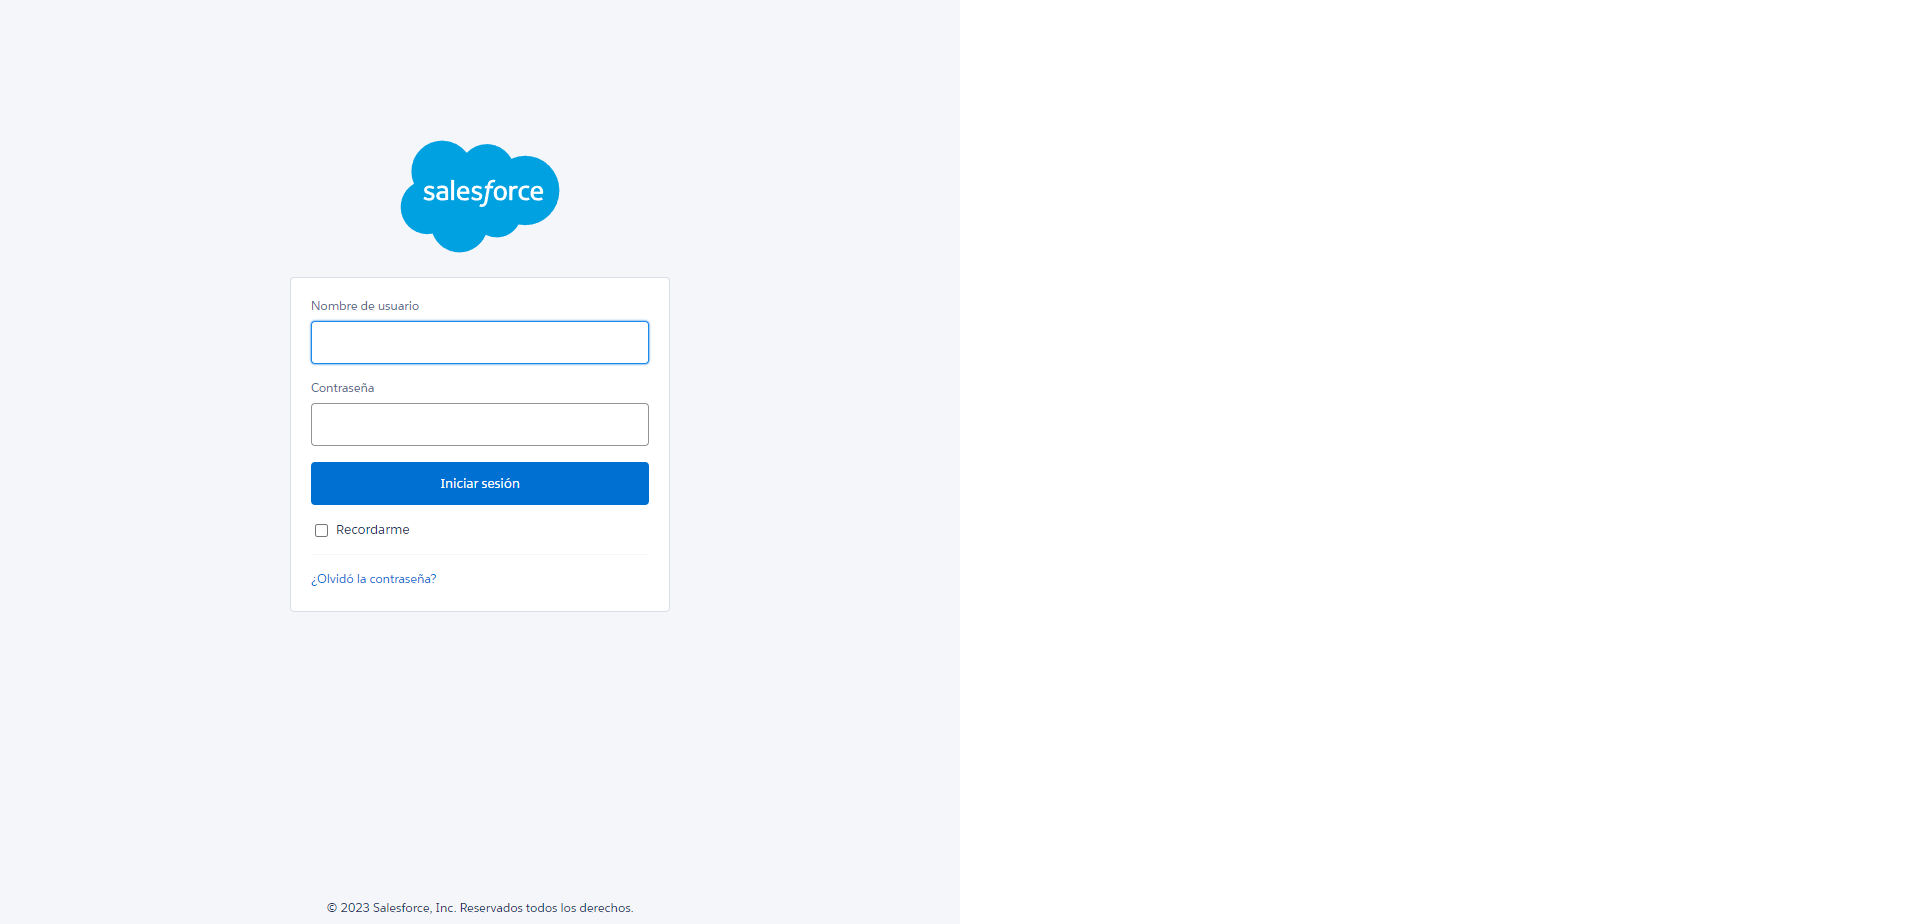 salesforce
Nombre de usuario
Contraseña
Iniciar sesión
Recordarme
¿Olvidó la contraseña?
© 2023 Salesforce, Inc. Reservados todos los derechos.